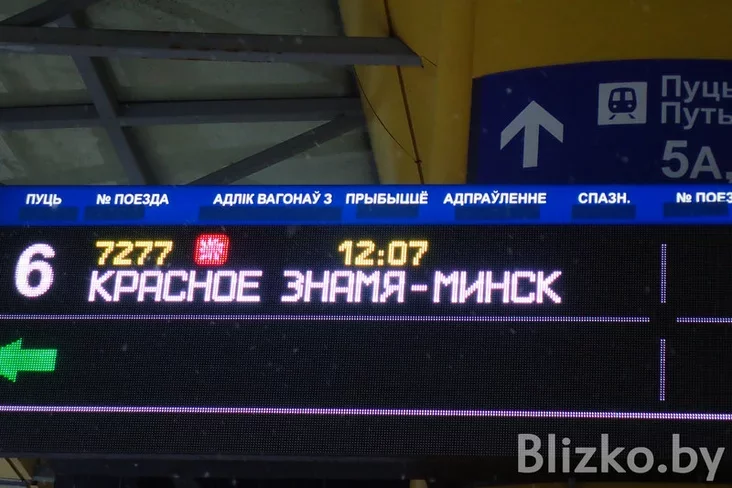 Пуць
Путь
5А,
ПУЦЬ № ПОЕЗДА АДЛІК ВАГОНАЎ З ПРЫБЫЦЦЁ АДПРАЎЛЕННЕ СПАЗН. № ПОЕЗ
6 7277 12:07
КРАСНОЕ ЗНАМЯ-МИНСК
Blizko.by